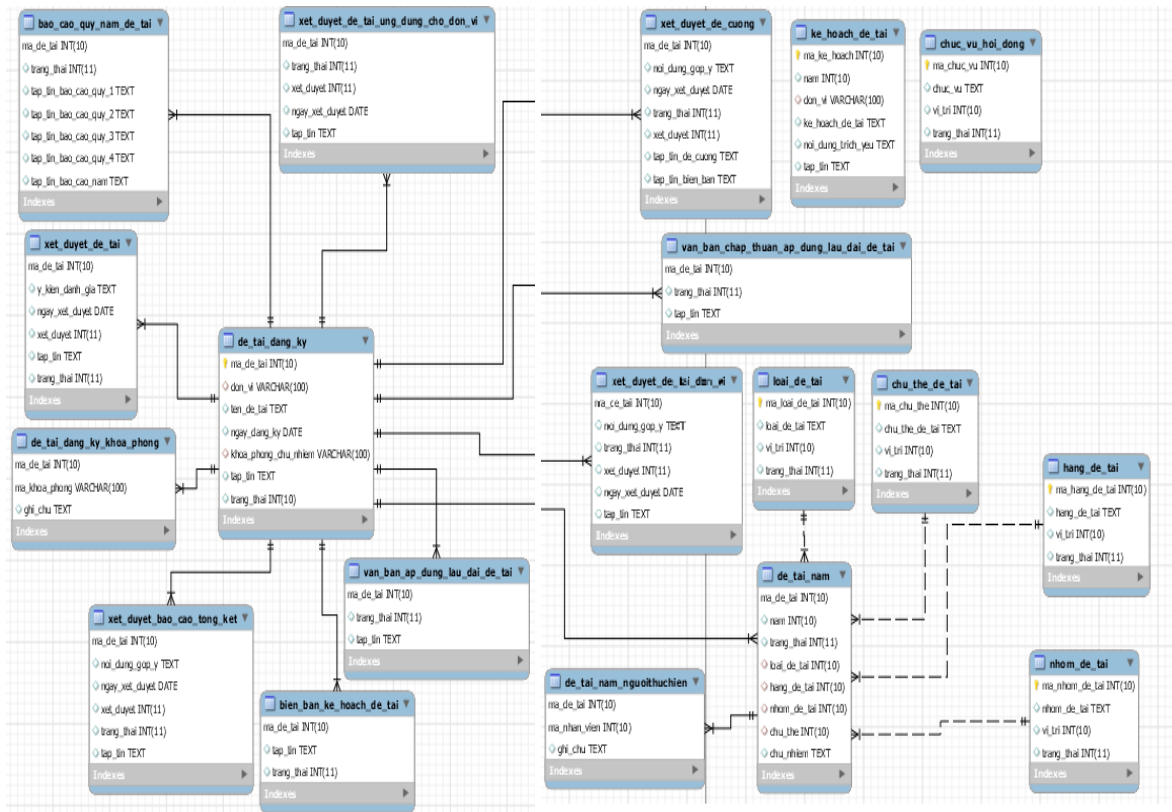 bao_cao_quy_nam_de_tai
ma_de_tai INT(10)
trang_thai INT(11)
tap_tin_bao_cao_quy_1 TEXT
tap_tin_bao_cao_quy_2 TEXT
tap_tin_bao_cao_quy_3 TEXT
tap_tin_bao_cao_quy_4 TEXT
tap_tin_bao_cao_nam TEXT
Indexes
xet_duyet_de_tai_ung_dung_cho_don_vi
ma_de_tai INT(10)
trang_thai INT(11)
xet_duyet INT(11)
ngay_xet_duyet DATE
tap_tin TEXT
Indexes
xet_duyet_de_cuong
ma_de_tai INT(10)
noi_dung_gop_y TEXT
ngay_xet_duyet DATE
trang_thai INT(11)
xet_duyet INT(11)
tap_tin_de_cuong TEXT
tap_tin_bien_ban TEXT
Indexes
ke_hoach_de_tai
ma_ke_hoach INT(10)
nam INT(10)
don_vi VARCHAR(100)
ke_hoach_de_tai TEXT
noi_dung_trich_yeu TEXT
tap_tin TEXT
Indexes
chuc_vu_hoi_dong
ma_chuc_vu INT(10)
chuc_vu TEXT
vi_tri INT(10)
trang_thai INT(11)
Indexes
xet_duyet_de_tai
ma_de_tai INT(10)
y_kien_danh_gia TEXT
ngay_xet_duyet DATE
xet_duyet INT(11)
tap_tin TEXT
trang_thai INT(11)
Indexes
van_ban_chap_thuan_ap_dung_lau_dai_de_tai
ma_de_tai INT(10)
trang_thai INT(11)
tap_tin TEXT
Indexes
de_tai_dang_ky
ma_de_tai INT(10)
don_vi VARCHAR(100)
ten_de_tai TEXT
ngay_dang_ky DATE
khoa_phong_chu_nhiem VARCHAR(100)
tap_tin TEXT
trang_thai INT(10)
Indexes
xet_duyet_de_tai_don_vi
INT(10)
noi_dung_gop_y TEXT
trang_thai INT(11)
xet_duyet INT(11)
ngay_xet_duyet DATE
tap_tin TEXT
Indexes
loai_de_tai
ma_loai_de_tai INT(10)
loai_de_tai TEXT
vi_tri INT(10)
trang_thai INT(11)
Indexes
chu_the_de_tai
ma_chu_the INT(10)
chu_the_de_tai TEXT
vi_tri INT(10)
trang_thai INT(11)
Indexes
de_tai_dang_ky_khoa_phong
ma_de_tai INT(10)
ma_khoa_phong VARCHAR(100)
ghi_chu TEXT
Indexes
hang_de_tai
ma_hang_de_tai INT(10)
hang_de_tai TEXT
vi_tri INT(10)
trang_thai INT(11)
Indexes
van_ban_ap_dung_lau_dai_de_tai
ma_de_tai INT(10)
trang_thai INT(11)
tap_tin TEXT
Indexes
de_tai_nam
ma_de_tai INT(10)
nam INT(10)
trang_thai INT(11)
loai_de_tai INT(10)
hang_de_tai INT(10)
nhom_de_tai INT(10)
chu_the INT(10)
chu_nhiem TEXT
Indexes
xet_duyet_bao_cao_tong_ket
ma_de_tai INT(10)
noi_dung_gop_y TEXT
ngay_xet_duyet DATE
xet_duyet INT(11)
trang_thai INT(11)
tap_tin TEXT
Indexes
bien_ban_ke_hoach_de_tai
ma_de_tai INT(10)
tap_tin TEXT
trang_thai INT(11)
Indexes
de_tai_nam_nguoithuchien
ma_de_tai INT(10)
ma_nhan_vien INT(10)
ghi_chu TEXT
Indexes
nhom_de_tai
ma_nhom_de_tai INT(10)
nhom_de_tai TEXT
vi_tri INT(10)
trang_thai INT(11)
Indexes